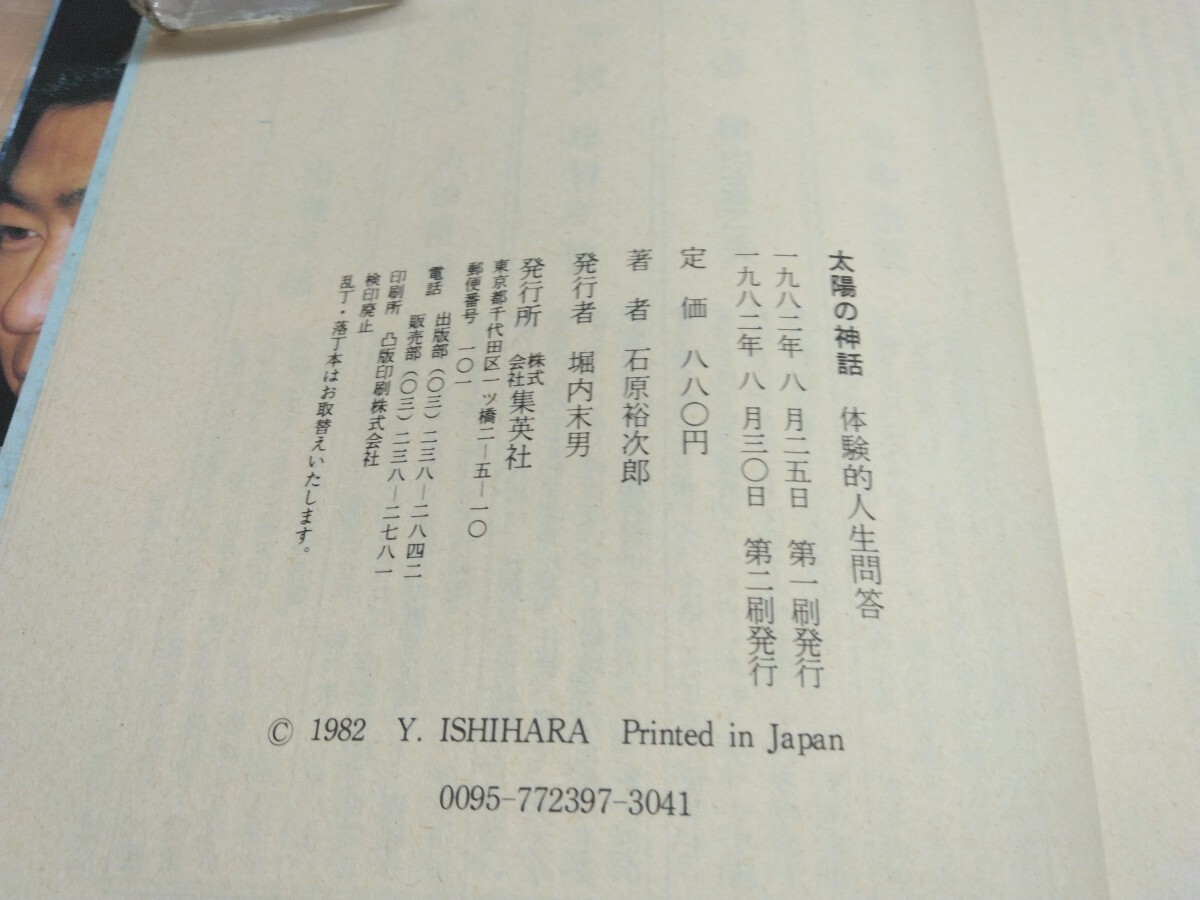 太陽の神話 体験的人生問答
一九八二年 八 月二五日 第一刷発行
一九八二年 八 月三〇日 第二刷発行
定 価 八八〇円
著 者 石原裕次郎
発行者 堀内末男
発行所 株式会社集英社
東京都千代田区一ッ橋二―五―一〇
郵便番号 一〇一
電話 出版部(〇三)二三八―二八四二
販売部(〇三)二三八―二七八一
印刷所 凸版印刷株式会社
検印廃止
乱丁・落丁本はお取替えいたします。
© 1982 Y. ISHIHARA Printed in Japan
0095-772397-3041